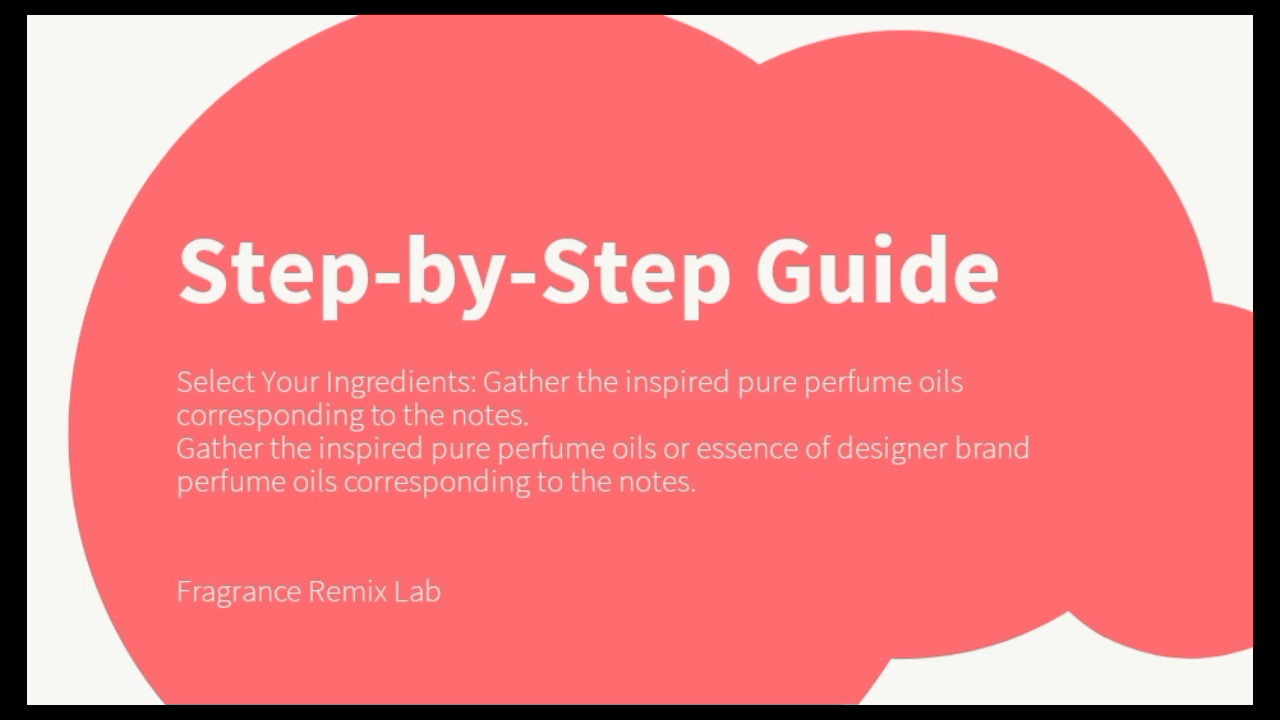 Step-by-Step Guide
Select Your Ingredients: Gather the inspired pure perfume oils
corresponding to the notes.
Gather the inspired pure perfume oils or essence of designer brand
perfume oils corresponding to the notes.
Fragrance Remix Lab